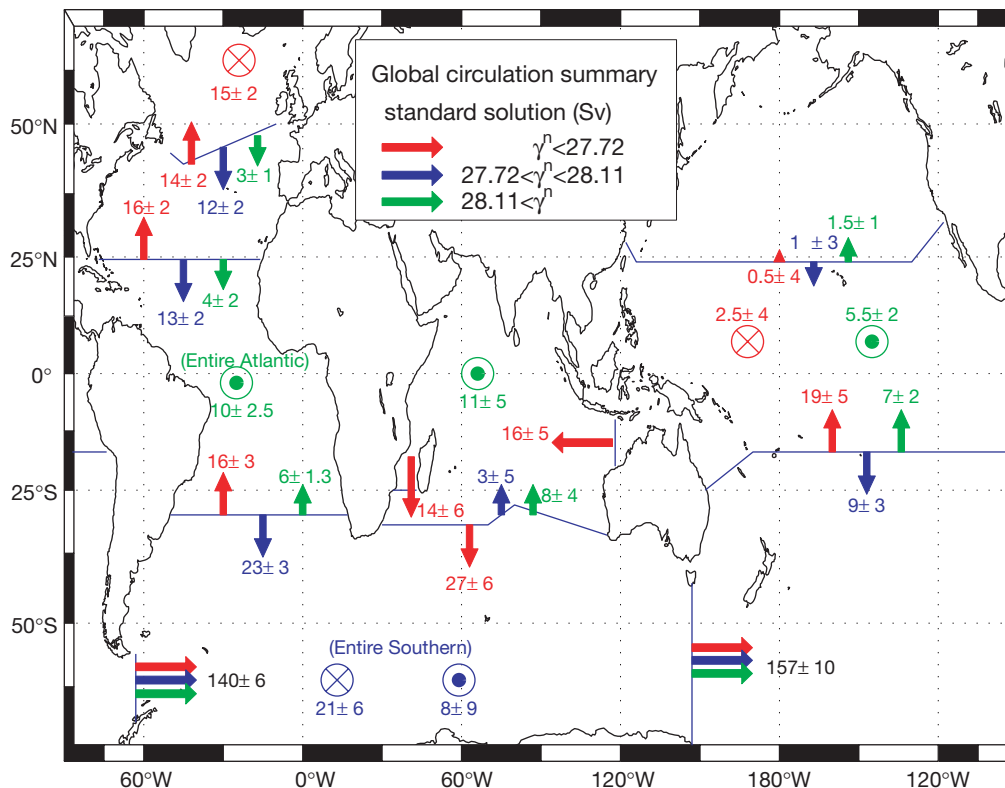 Global circulation summary
standard solution (Sv)
γⁿ<27.72
27.72<γⁿ<28.11
28.11<γⁿ
15± 2
50°N
14± 2
3± 1
12± 2
16± 2
1.5± 1
1 ± 3
25°N
0.5± 4
4± 2
13± 2
2.5± 4
5.5± 2
(Entire Atlantic)
0°
10± 2.5
11± 5
19± 5
7± 2
16± 5
16± 3
6± 1.3
3± 5
8± 4
25°S
14± 6
9± 3
23± 3
27± 6
50°S
(Entire Southern)
140± 6
157± 10
21± 6
8± 9
60°W
0°W
60°W
120°W
180°W
120°W